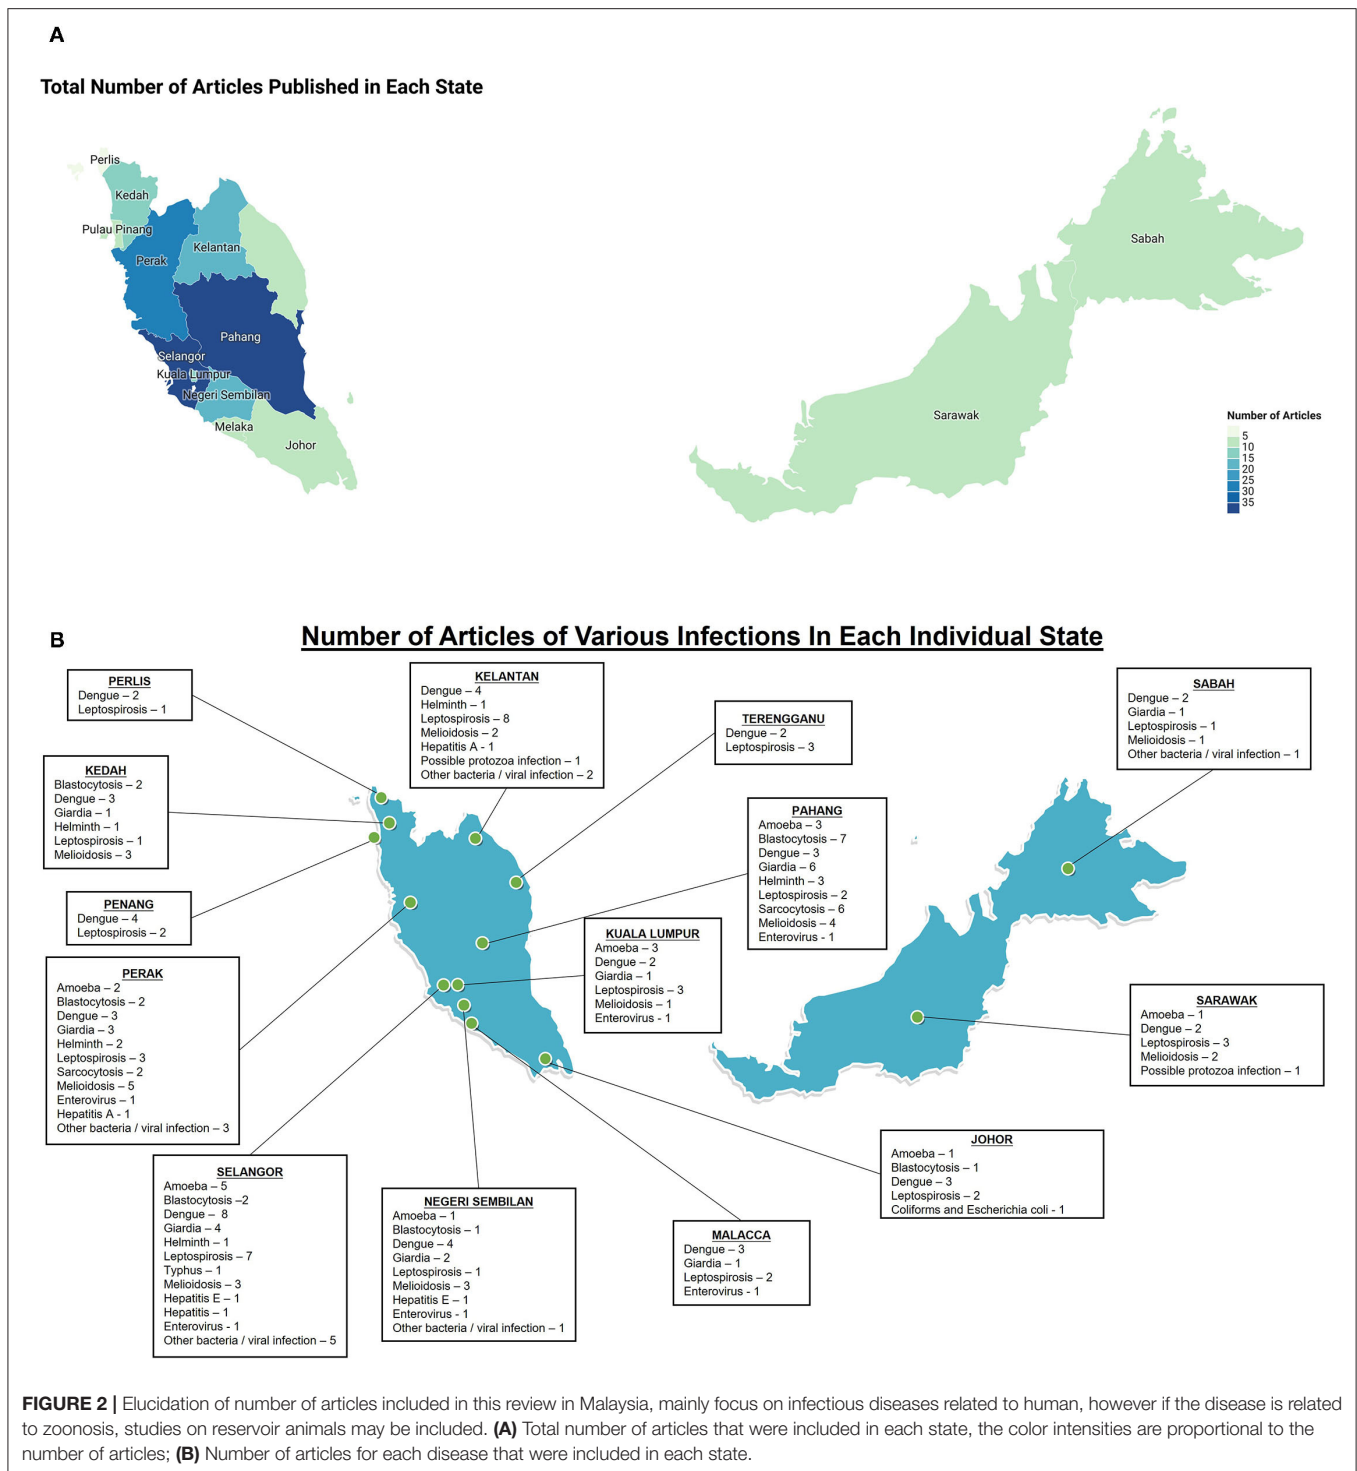 A
Total Number of Articles Published in Each State
Perlis
Kedah
Pulau Pinang
Kelantan
Perak
Pahang
Selangor
Kuala Lumpur
Negeri Sembilan
Melaka
Johor
Sabah
Sarawak
Number of Articles
5
10
15
20
25
30
35
B
Number of Articles of Various Infections In Each Individual State
PERLIS
Dengue – 2
Leptospirosis – 1
KELANTAN
Dengue – 4
Helminth – 1
Leptospirosis – 8
Melioidosis – 2
Hepatitis A - 1
Possible protozoa infection – 1
Other bacteria / viral infection – 2
TERENGGANU
Dengue – 2
Leptospirosis – 3
SABAH
Dengue – 2
Giardia – 1
Leptospirosis – 1
Melioidosis – 1
Other bacteria / viral infection – 1
KEDAH
Blastocytosis – 2
Dengue – 3
Giardia – 1
Helminth – 1
Leptospirosis – 1
Melioidosis – 3
PAHANG
Amoeba – 3
Blastocytosis – 7
Dengue – 3
Giardia – 6
Helminth – 3
Leptospirosis – 2
Sarcocytosis – 6
Melioidosis – 4
Enterovirus - 1
PENANG
Dengue – 4
Leptospirosis – 2
KUALA LUMPUR
Amoeba – 3
Dengue – 2
Giardia – 1
Leptospirosis – 3
Melioidosis – 1
Enterovirus - 1
PERAK
Amoeba – 2
Blastocytosis – 2
Dengue – 3
Giardia – 3
Helminth – 2
Leptospirosis – 3
Sarcocytosis – 2
Melioidosis – 5
Enterovirus – 1
Hepatitis A - 1
Other bacteria / viral infection – 3
SARAWAK
Amoeba – 1
Dengue – 2
Leptospirosis – 3
Melioidosis – 2
Possible protozoa infection – 1
JOHOR
Amoeba – 1
Blastocytosis – 1
Dengue – 3
Leptospirosis – 2
Coliforms and Escherichia coli - 1
SELANGOR
Amoeba – 5
Blastocytosis –2
Dengue – 8
Giardia – 4
Helminth – 1
Leptospirosis – 7
Typhus – 1
Melioidosis – 3
Hepatitis E – 1
Hepatitis – 1
Enterovirus - 1
Other bacteria / viral infection – 5
NEGERI SEMBILAN
Amoeba – 1
Blastocytosis – 1
Dengue – 4
Giardia – 2
Leptospirosis – 1
Melioidosis – 3
Hepatitis E – 1
Enterovirus - 1
Other bacteria / viral infection – 1
MALACCA
Dengue – 3
Giardia – 1
Leptospirosis – 2
Enterovirus - 1
FIGURE 2 | Elucidation of number of articles included in this review in Malaysia, mainly focus on infectious diseases related to human, however if the disease is related
to zoonosis, studies on reservoir animals may be included. (A) Total number of articles that were included in each state, the color intensities are proportional to the
number of articles; (B) Number of articles for each disease that were included in each state.